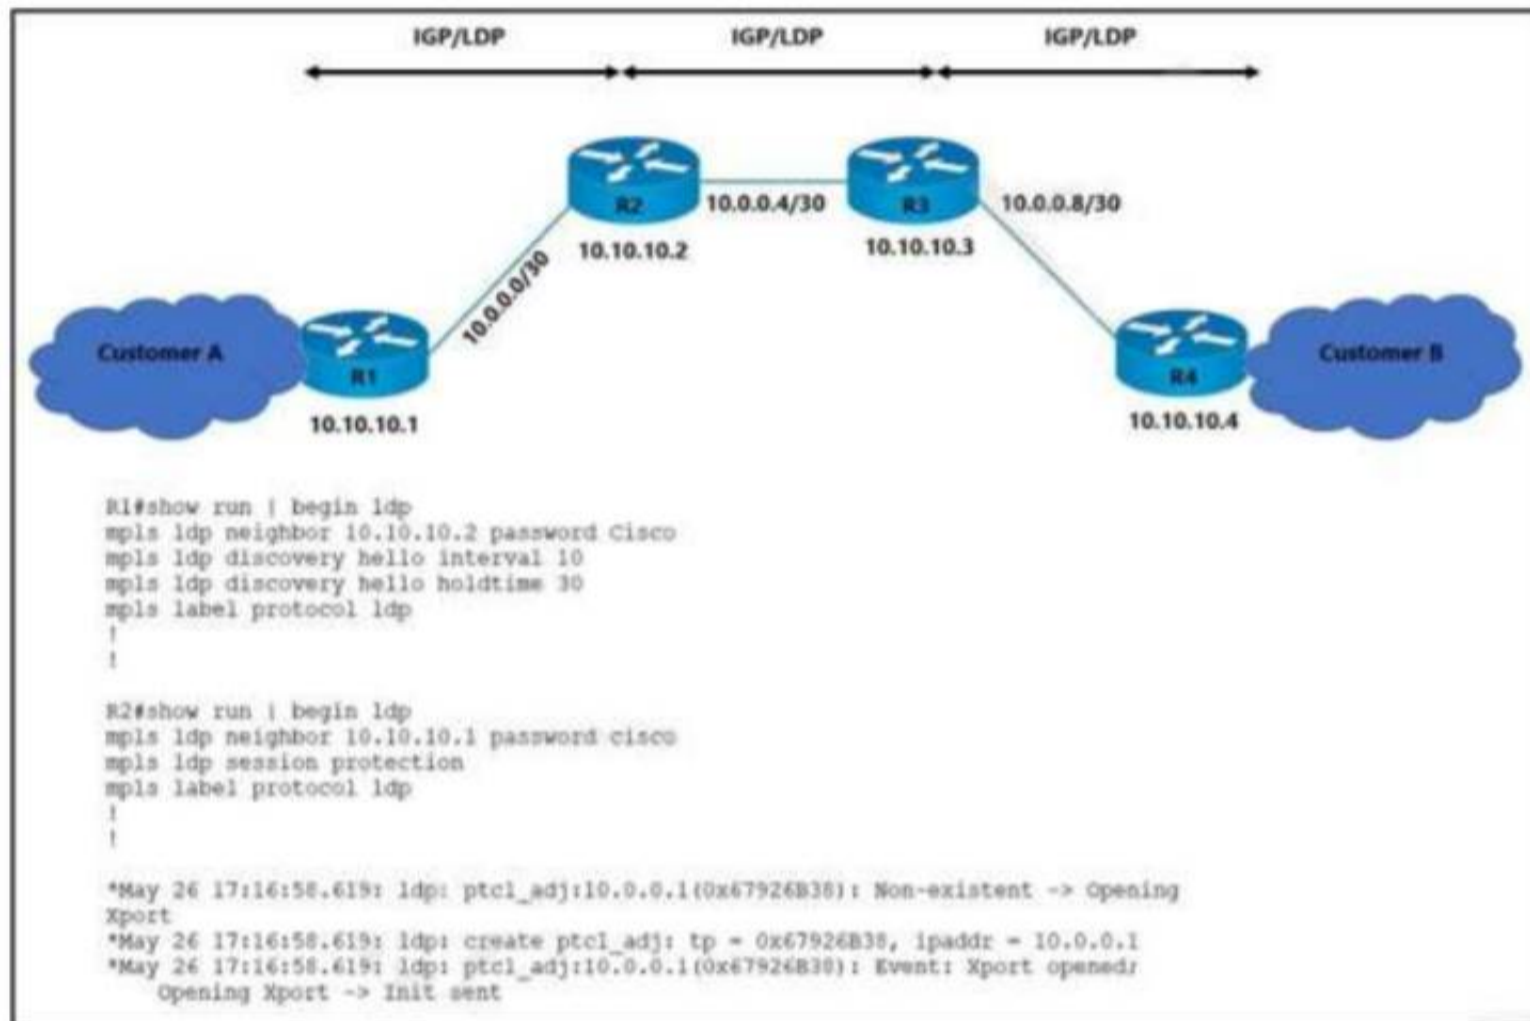 IGP/LDP IGP/LDP IGP/LDP
R2 10.0.0.4/30 R3 10.0.0.8/30
10.10.10.2 10.10.10.3
10.0.0.0/30
Customer A Customer B
R1 R4
10.10.10.1 10.10.10.4
R1#show run | begin ldp
mpls ldp neighbor 10.10.10.2 password Cisco
mpls ldp discovery hello interval 10
mpls ldp discovery hello holdtime 30
mpls label protocol ldp
!
!
R2#show run | begin ldp
mpls ldp neighbor 10.10.10.1 password cisco
mpls ldp session protection
mpls label protocol ldp
!
!
*May 26 17:16:58.619: ldp: ptcl_adj:10.0.0.1(0x67926B38): Non-existent -> Opening
Xport
*May 26 17:16:58.619: ldp: create ptcl_adj: tp = 0x67926B38, ipaddr = 10.0.0.1
*May 26 17:16:58.619: ldp: ptcl_adj:10.0.0.1(0x67926B38): Event: Xport opened;
Opening Xport -> Init sent